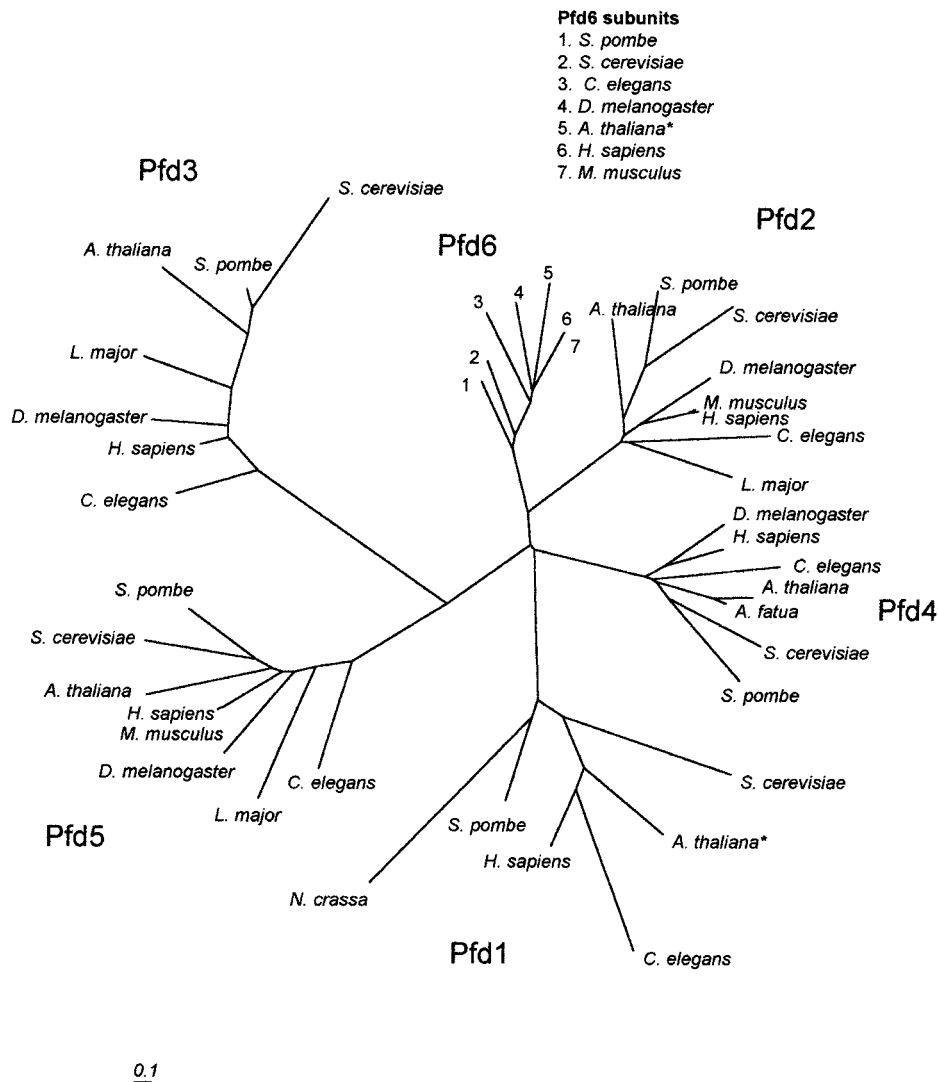 Pfd6 subunits
1. S. pombe
2. S. cerevisiae
3. C. elegans
4. D. melanogaster
5. A. thaliana*
6. H. sapiens
7. M. musculus
Pfd3
S. cerevisiae
A. thaliana
S. pombe
L. major
D. melanogaster
H. sapiens
C. elegans
Pfd6
1
2
3
4
5
6
7
Pfd2
A. thaliana
S. pombe
S. cerevisiae
D. melanogaster
M. musculus
H. sapiens
C. elegans
L. major
Pfd4
D. melanogaster
H. sapiens
C. elegans
A. thaliana
A. fatua
S. cerevisiae
S. pombe
S. pombe
S. cerevisiae
A. thaliana
H. sapiens
M. musculus
D. melanogaster
L. major
C. elegans
Pfd5
S. cerevisiae
S. pombe
A. thaliana*
H. sapiens
N. crassa
Pfd1
C. elegans
0.1